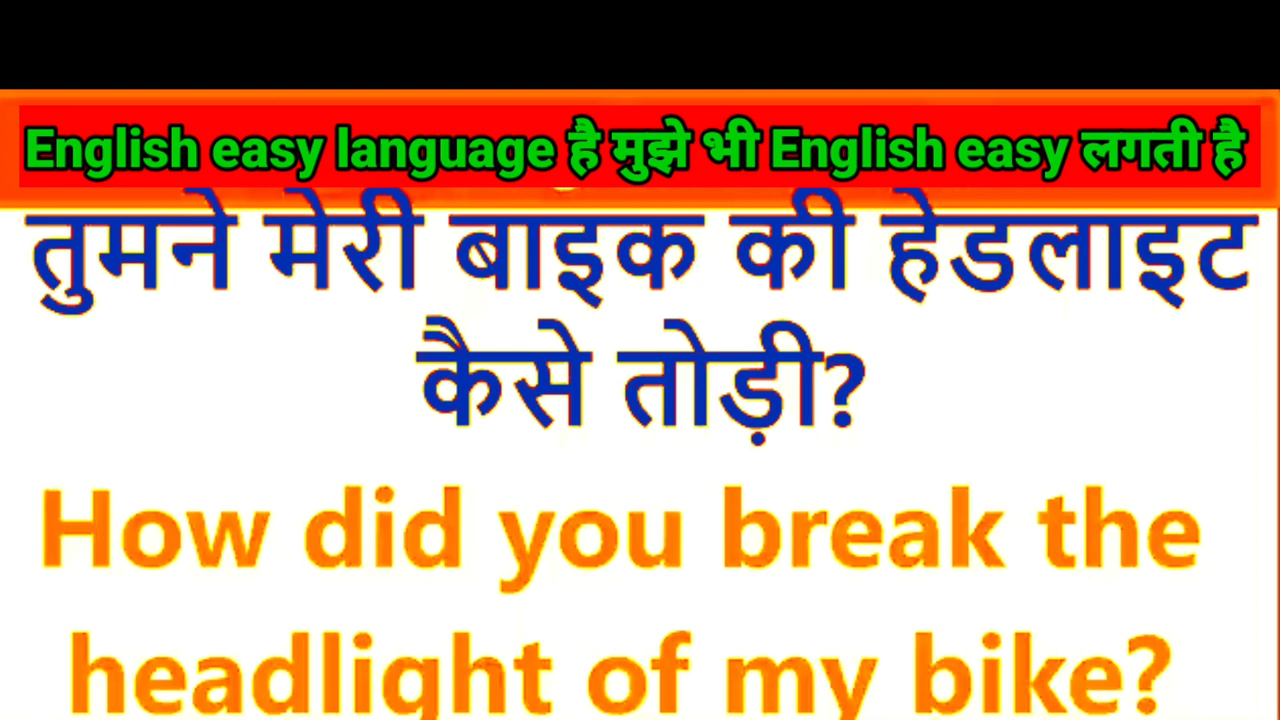 English easy language है मुझे भी English easy लगती है
तुमने मेरी बाइक की हेडलाइट
कैसे तोड़ी?
How did you break the
headlight of my bike?